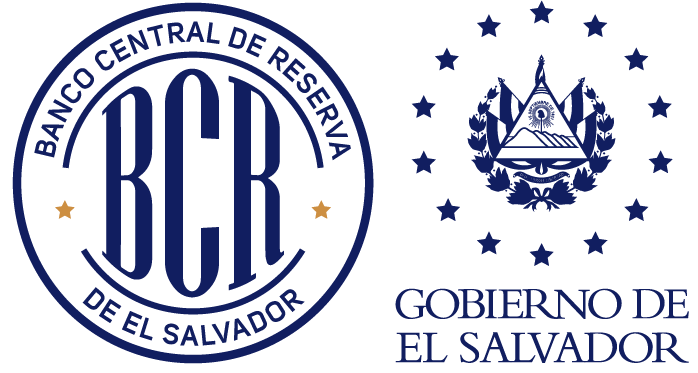 BANCO CENTRAL DE RESERVA
BCR
DE EL SALVADOR
GOBIERNO DE
EL SALVADOR